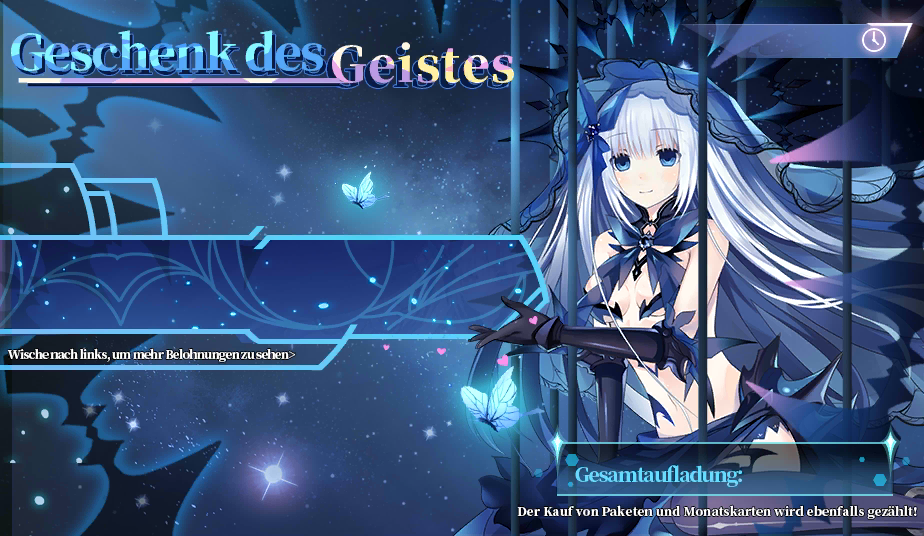 Geschenk des Geistes
Wische nach links, um mehr Belohnungen zu sehen>
Gesamtaufladung:
Der Kauf von Paketen und Monatskarten wird ebenfalls gezählt!